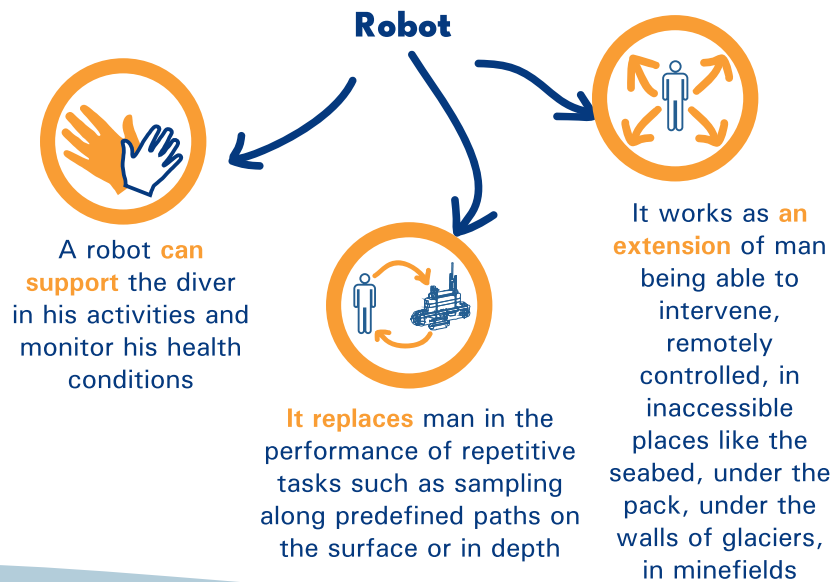 Robot
A robot can
support the diver
in his activities and
monitor his health
conditions
It replaces man in the
performance of repetitive
tasks such as sampling
along predefined paths on
the surface or in depth
It works as an
extension of man
being able to
intervene,
remotely
controlled, in
inaccessible
places like the
seabed, under the
pack, under the
walls of glaciers,
in minefields